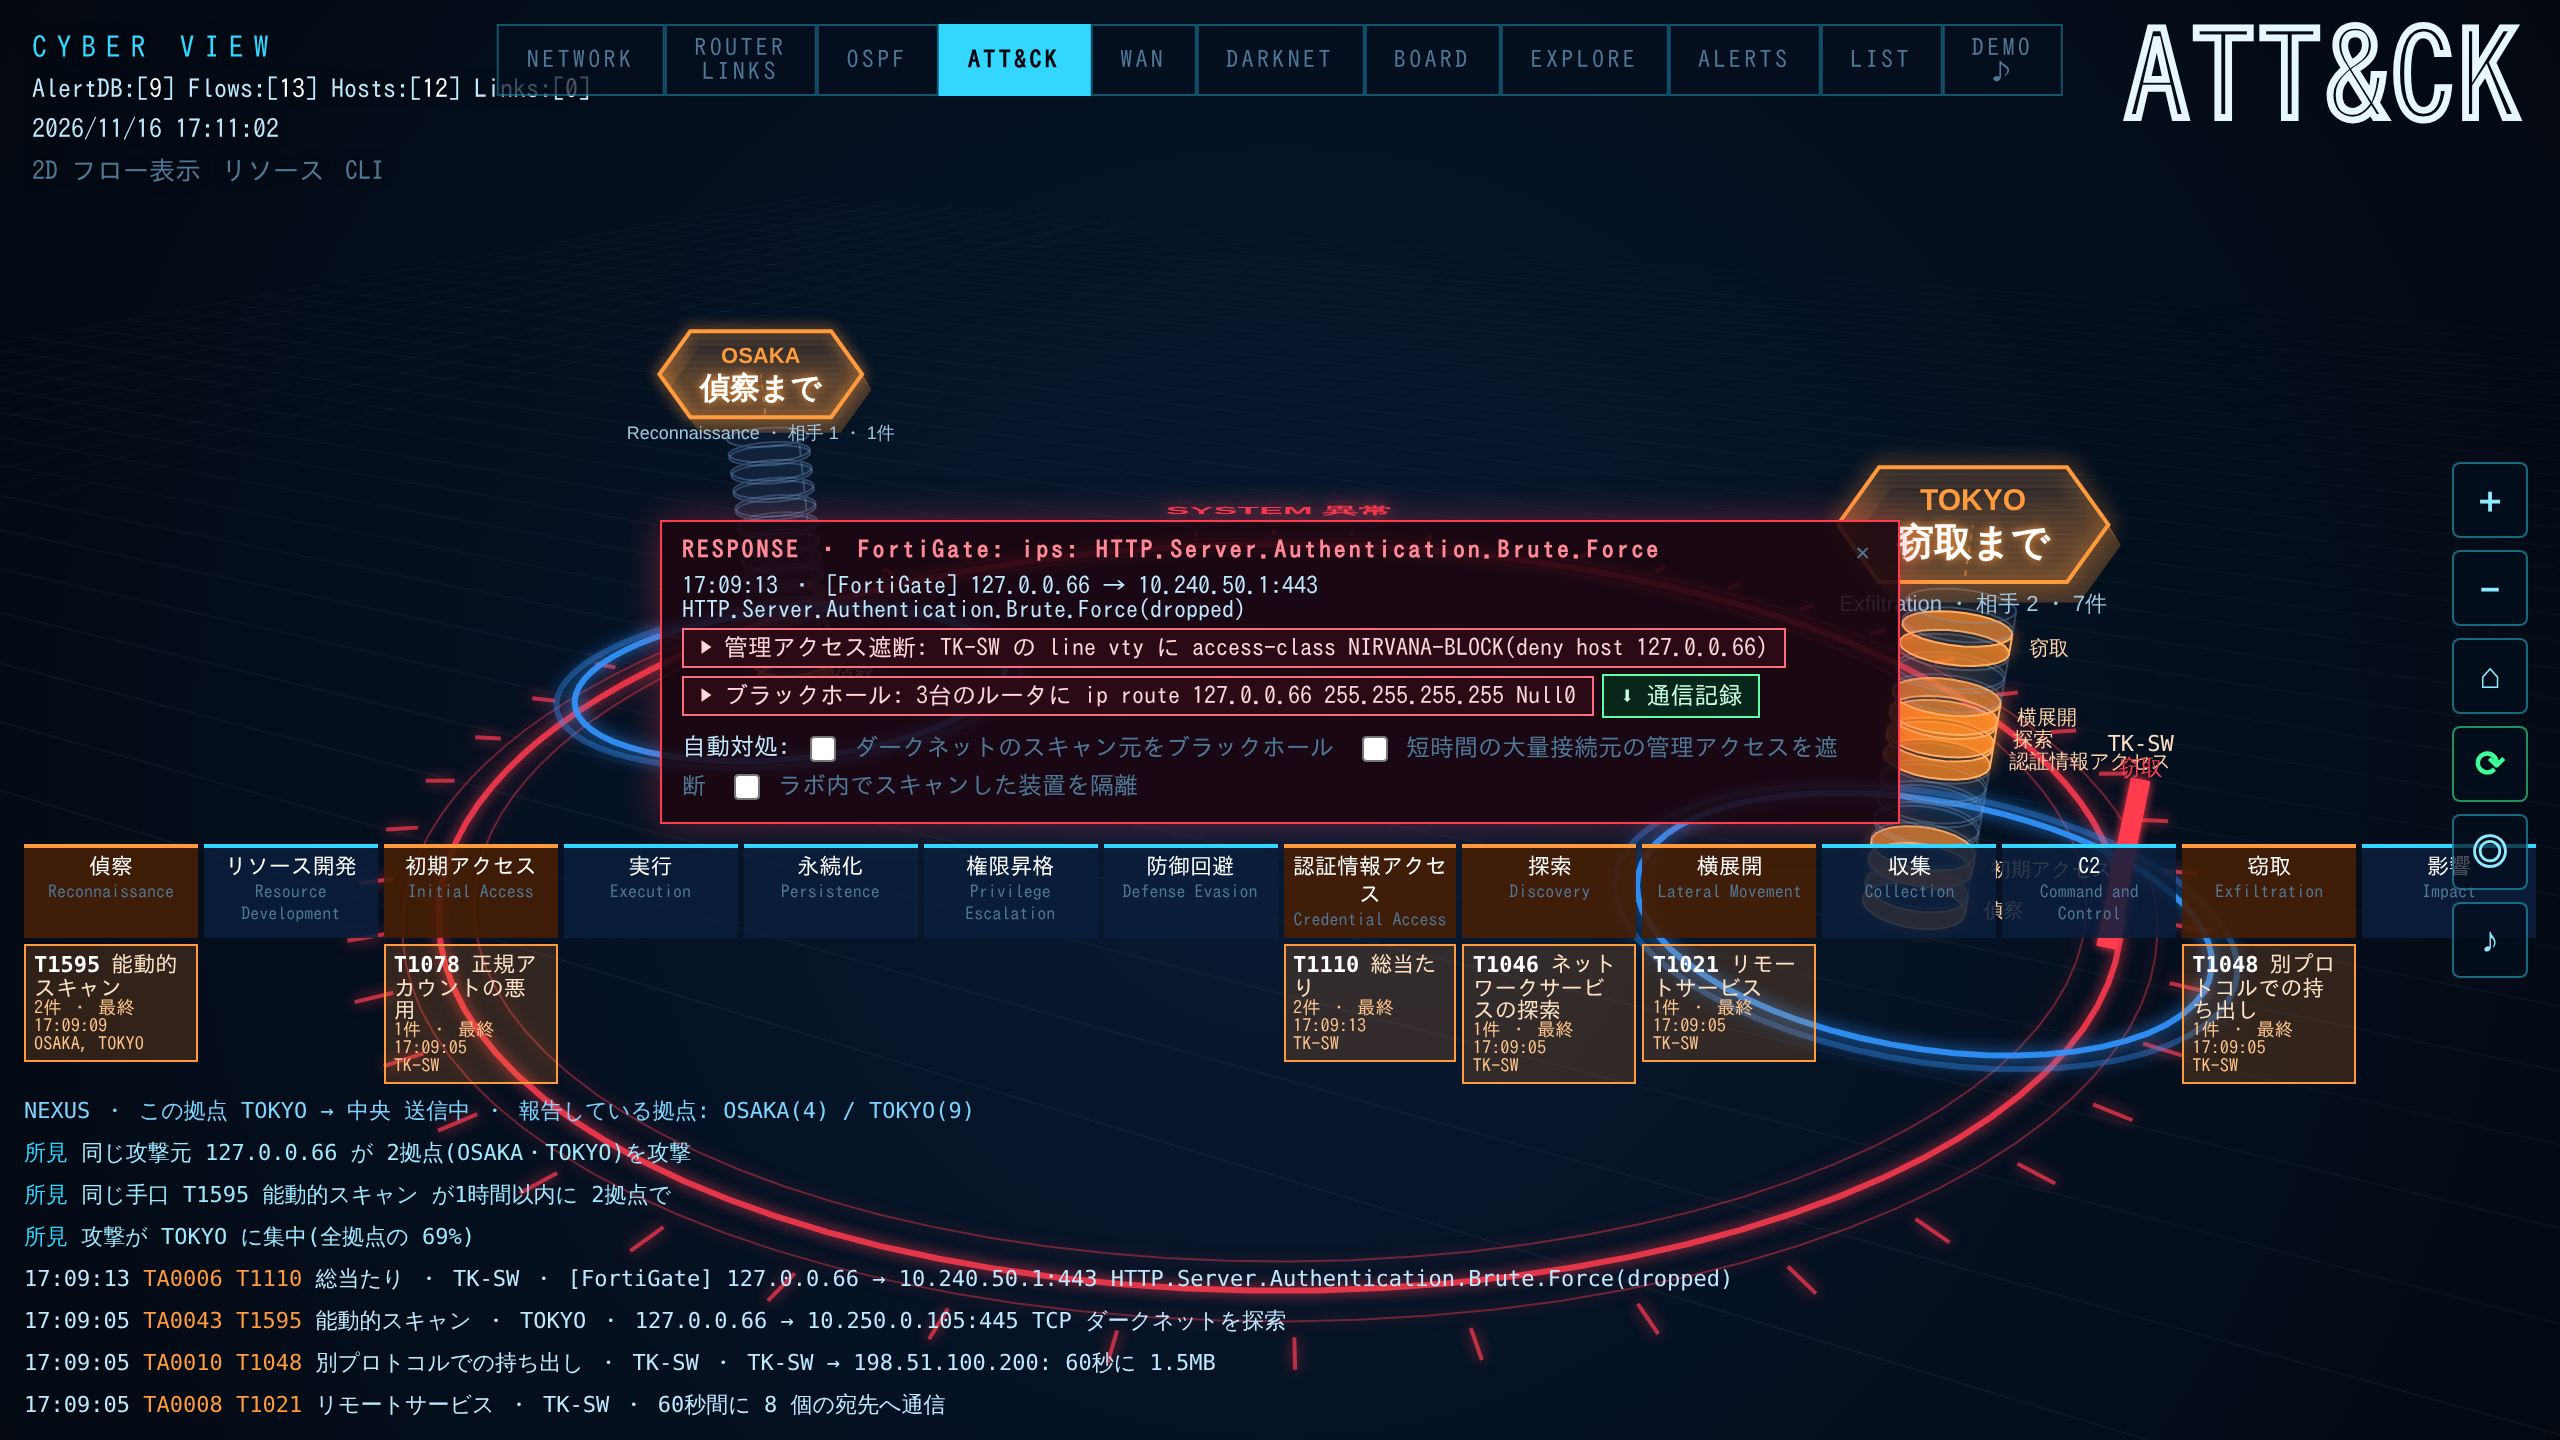 CYBER VIEW
AlertDB:[9] Flows:[13] Hosts:[12] Links:[0]
2026/11/16 17:11:02
2D フロー表示 リソース CLI
NETWORK
ROUTER
LINKS
OSPF
ATT&CK
WAN
DARKNET
BOARD
EXPLORE
ALERTS
LIST
DEMO
♪
ATT&CK
OSAKA
偵察まで
Reconnaissance ・ 相手 1 ・ 1件
TOKYO
窃取まで
Exfiltration ・ 相手 2 ・ 7件
SYSTEM 異常
RESPONSE ・ FortiGate: ips: HTTP.Server.Authentication.Brute.Force
×
17:09:13 ・ [FortiGate] 127.0.0.66 → 10.240.50.1:443
HTTP.Server.Authentication.Brute.Force(dropped)
▶ 管理アクセス遮断: TK-SW の line vty に access-class NIRVANA-BLOCK(deny host 127.0.0.66)
▶ ブラックホール: 3台のルータに ip route 127.0.0.66 255.255.255.255 Null0
⬇ 通信記録
自動対処: ダークネットのスキャン元をブラックホール 短時間の大量接続元の管理アクセスを遮
断 ラボ内でスキャンした装置を隔離
窃取
横展開
探索
認証情報アクセス
TK-SW
窃取
初期アクセス
偵察
+
−
⌂
⟳
◎
♪
偵察
Reconnaissance
リソース開発
Resource
Development
初期アクセス
Initial Access
実行
Execution
永続化
Persistence
権限昇格
Privilege
Escalation
防御回避
Defense Evasion
認証情報アクセ
ス
Credential Access
探索
Discovery
横展開
Lateral Movement
収集
Collection
C2
Command and
Control
窃取
Exfiltration
影響
Impact
T1595 能動的
スキャン
2件 ・ 最終
17:09:09
OSAKA, TOKYO
T1078 正規ア
カウントの悪
用
1件 ・ 最終
17:09:05
TK-SW
T1110 総当た
り
2件 ・ 最終
17:09:13
TK-SW
T1046 ネット
ワークサービ
スの探索
1件 ・ 最終
17:09:05
TK-SW
T1021 リモー
トサービス
1件 ・ 最終
17:09:05
TK-SW
T1048 別プロ
トコルでの持
ち出し
1件 ・ 最終
17:09:05
TK-SW
NEXUS ・ この拠点 TOKYO → 中央 送信中 ・ 報告している拠点: OSAKA(4) / TOKYO(9)
所見 同じ攻撃元 127.0.0.66 が 2拠点(OSAKA・TOKYO)を攻撃
所見 同じ手口 T1595 能動的スキャン が1時間以内に 2拠点で
所見 攻撃が TOKYO に集中(全拠点の 69%)
17:09:13 TA0006 T1110 総当たり ・ TK-SW ・ [FortiGate] 127.0.0.66 → 10.240.50.1:443 HTTP.Server.Authentication.Brute.Force(dropped)
17:09:05 TA0043 T1595 能動的スキャン ・ TOKYO ・ 127.0.0.66 → 10.250.0.105:445 TCP ダークネットを探索
17:09:05 TA0010 T1048 別プロトコルでの持ち出し ・ TK-SW ・ TK-SW → 198.51.100.200: 60秒に 1.5MB
17:09:05 TA0008 T1021 リモートサービス ・ TK-SW ・ 60秒間に 8 個の宛先へ通信